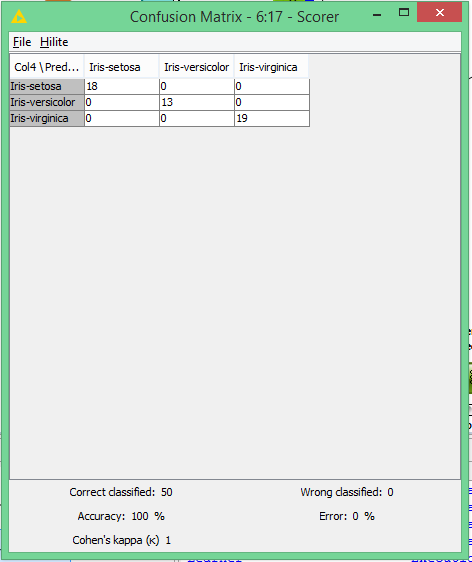 Confusion Matrix - 6:17 - Scorer
File Hilite
Col4 \ Pred... Iris-setosa Iris-versicolor Iris-virginica
Iris-setosa 18 0 0
Iris-versicolor 0 13 0
Iris-virginica 0 0 19
Correct classified: 50 Wrong classified: 0
Accuracy: 100 % Error: 0 %
Cohen's kappa (κ) 1